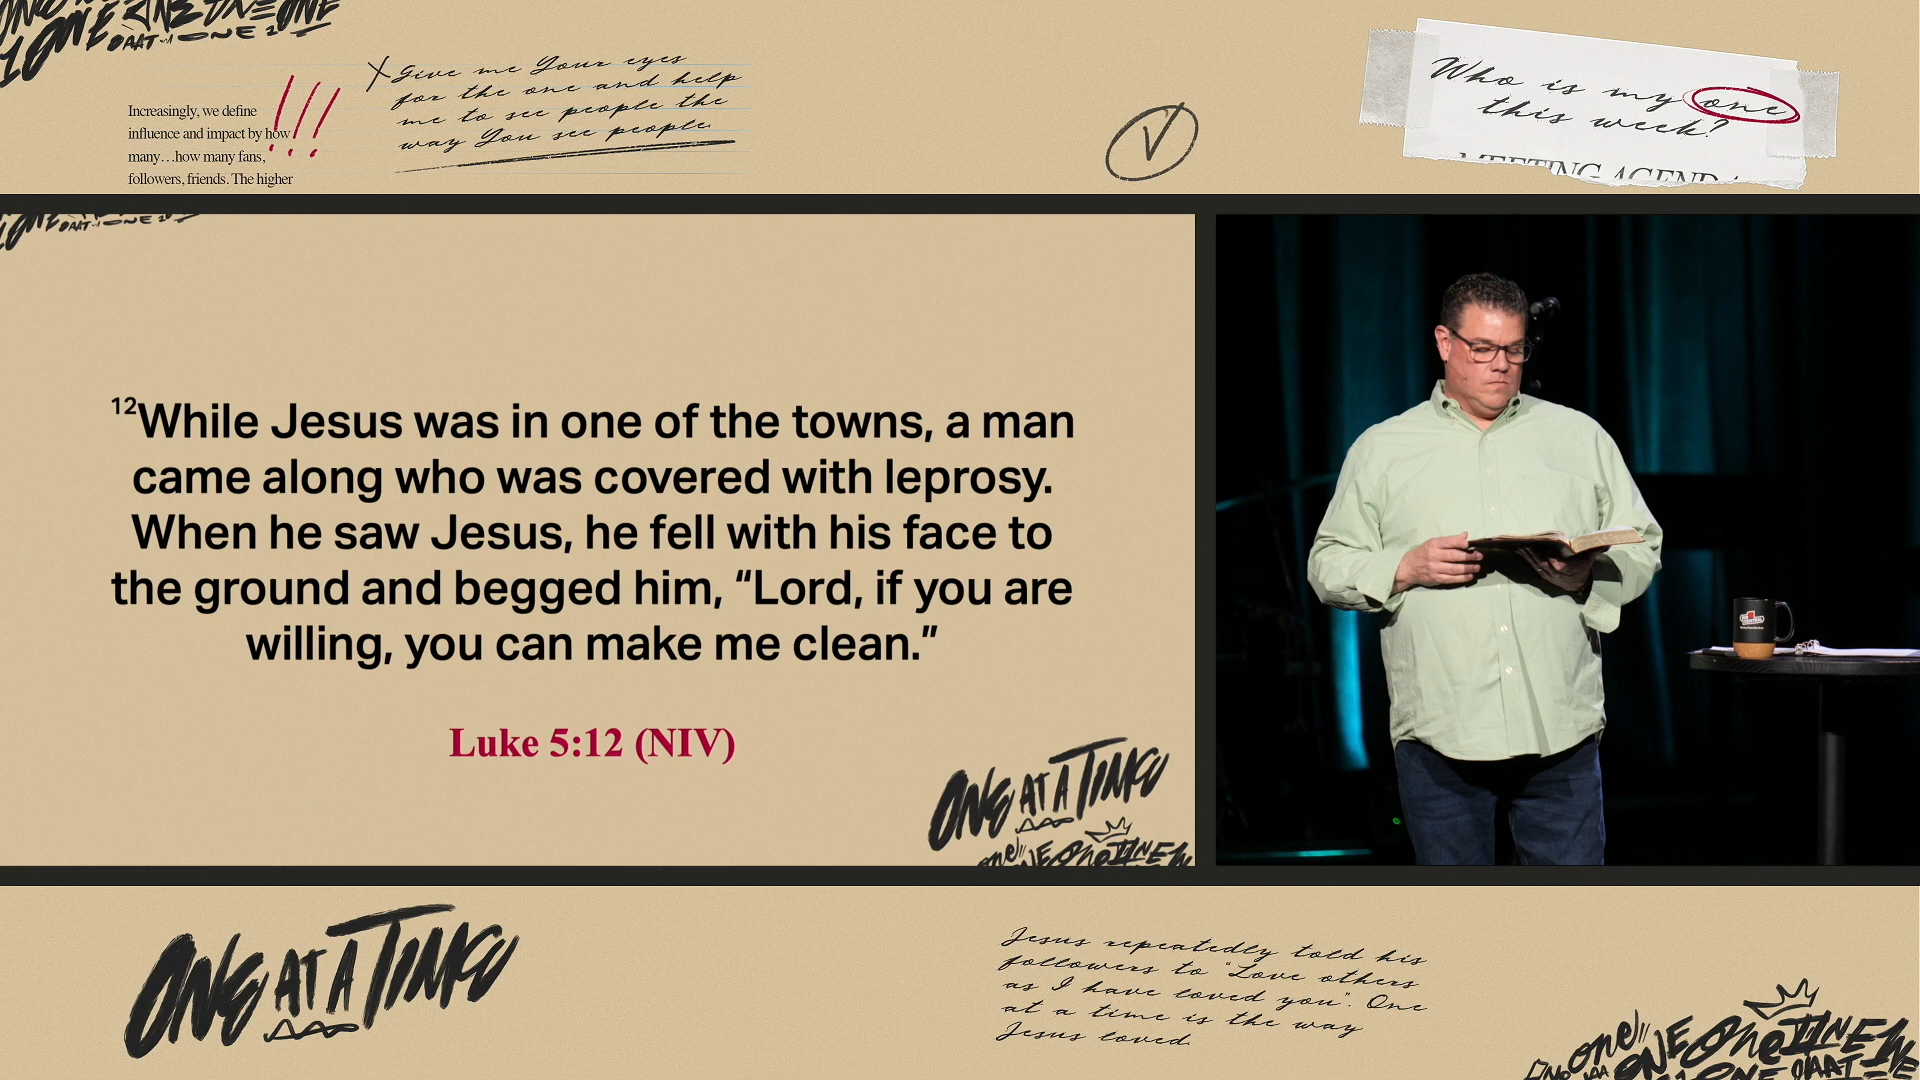 Increasingly, we define
influence and impact by how
many…how many fans,
followers, friends. The higher
!!!
Give me Your eyes
for the one and help
me to see people the
way You see people.
Who is my one
this week?
MEETING AGENDA
12While Jesus was in one of the towns, a man
came along who was covered with leprosy.
When he saw Jesus, he fell with his face to
the ground and begged him, “Lord, if you are
willing, you can make me clean.”
Luke 5:12 (NIV)
ONE AT A TIME
ONE AT A TIME
Jesus repeatedly told his
followers to "Love others
as I have loved you". One
at a time is the way
Jesus loved.
one
ONE
One